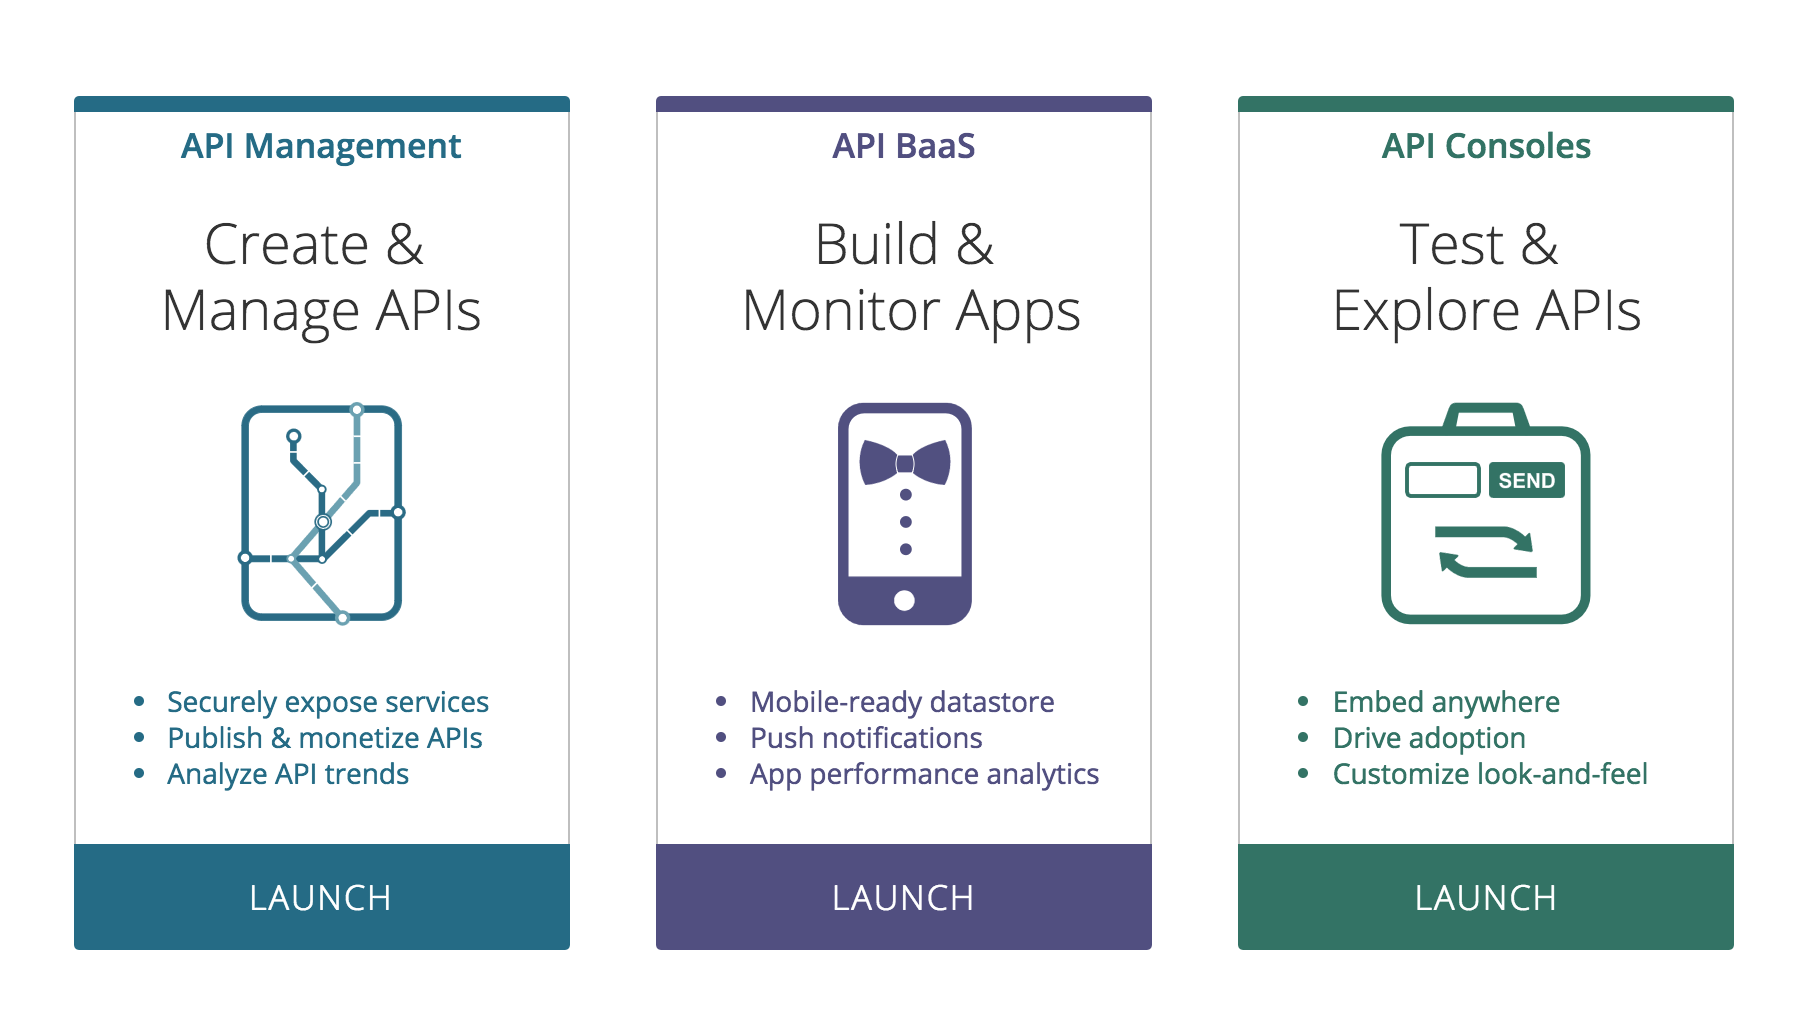 API Management
Create &
Manage APIs
• Securely expose services
• Publish & monetize APIs
• Analyze API trends
LAUNCH
API BaaS
Build &
Monitor Apps
• Mobile-ready datastore
• Push notifications
• App performance analytics
LAUNCH
API Consoles
Test &
Explore APIs
SEND
• Embed anywhere
• Drive adoption
• Customize look-and-feel
LAUNCH